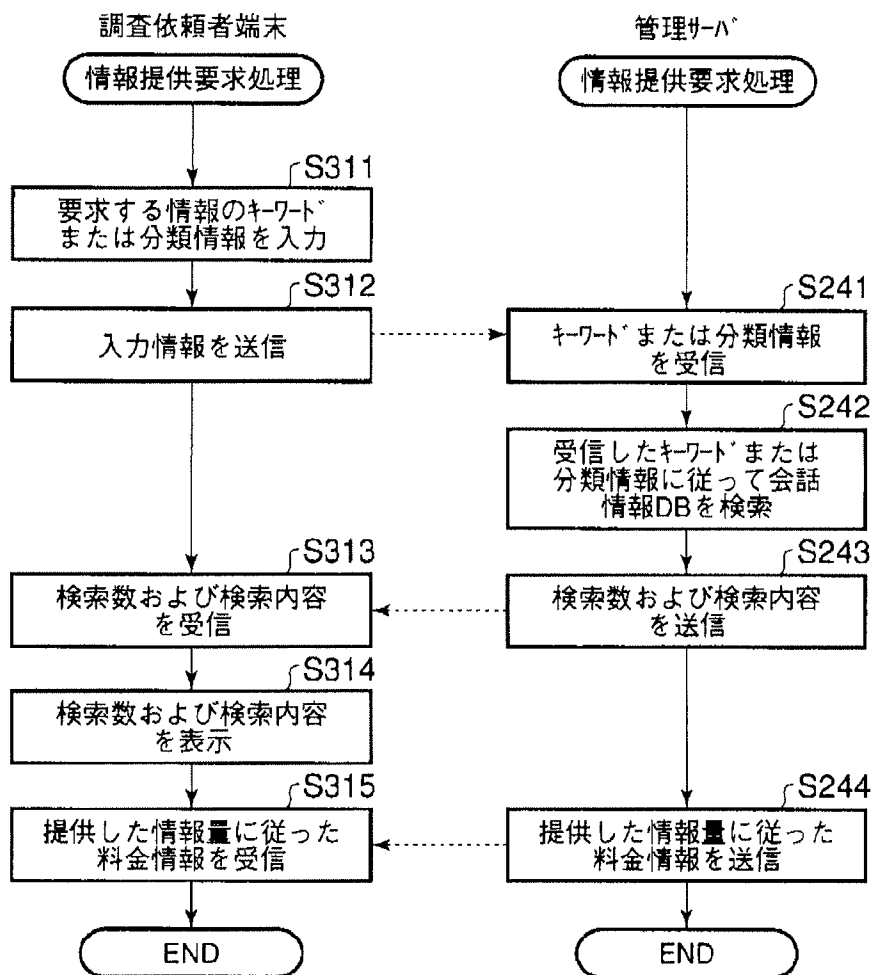 調査依頼者端末
情報提供要求処理
S311
要求する情報のｷｰﾜｰﾄﾞ
または分類情報を入力
S312
入力情報を送信
S313
検索数および検索内容
を受信
S314
検索数および検索内容
を表示
S315
提供した情報量に従った
料金情報を受信
END
管理ｻｰﾊﾞ
情報提供要求処理
S241
ｷｰﾜｰﾄﾞまたは分類情報
を受信
S242
受信したｷｰﾜｰﾄﾞまたは
分類情報に従って会話
情報DBを検索
S243
検索数および検索内容
を送信
S244
提供した情報量に従った
料金情報を送信
END